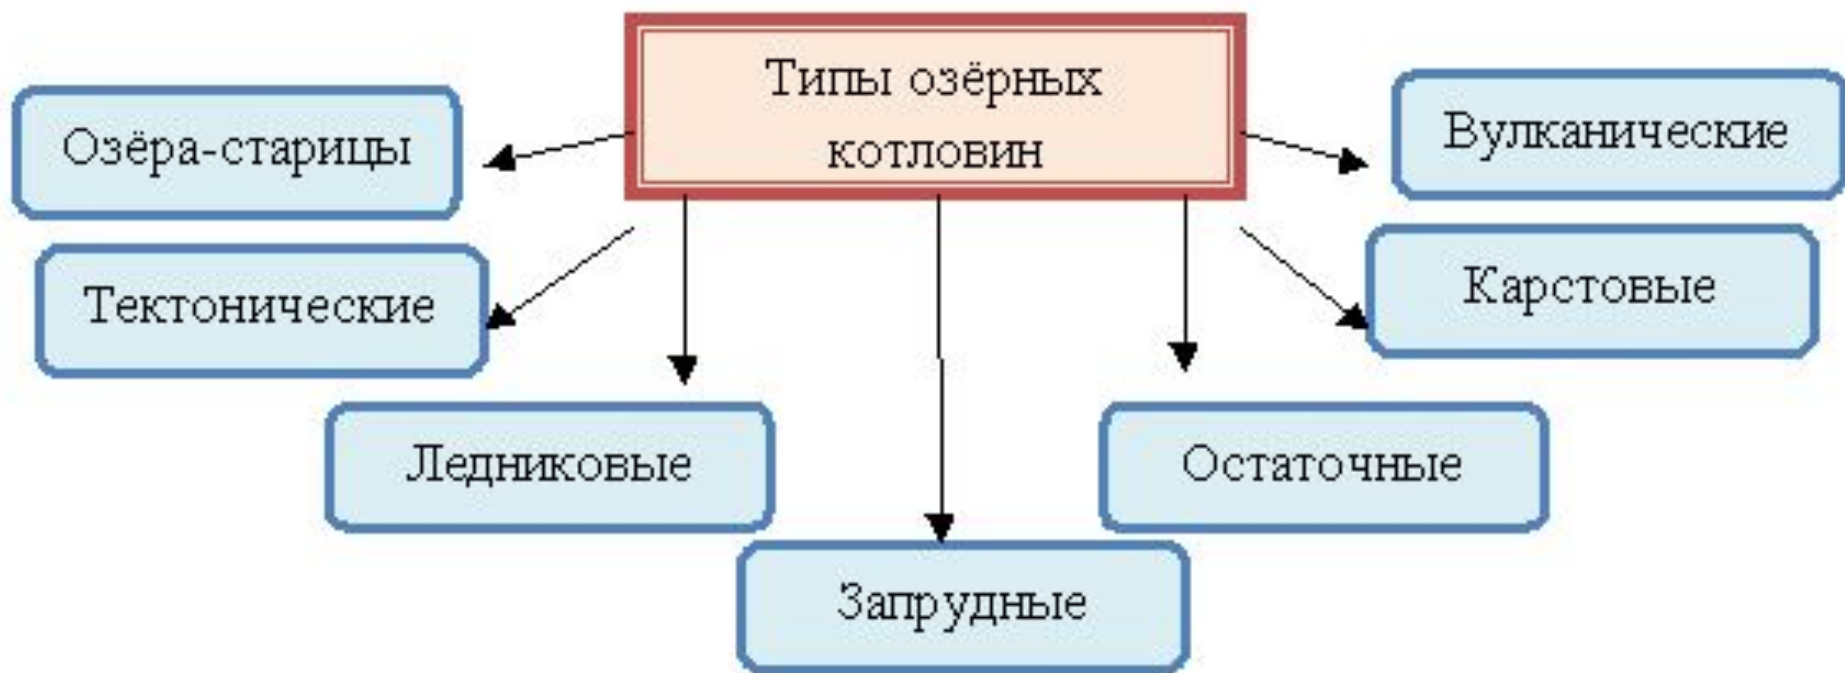 Типы озёрных
котловин
Озёра-старицы
Вулканические
Тектонические
Карстовые
Ледниковые
Остаточные
Запрудные